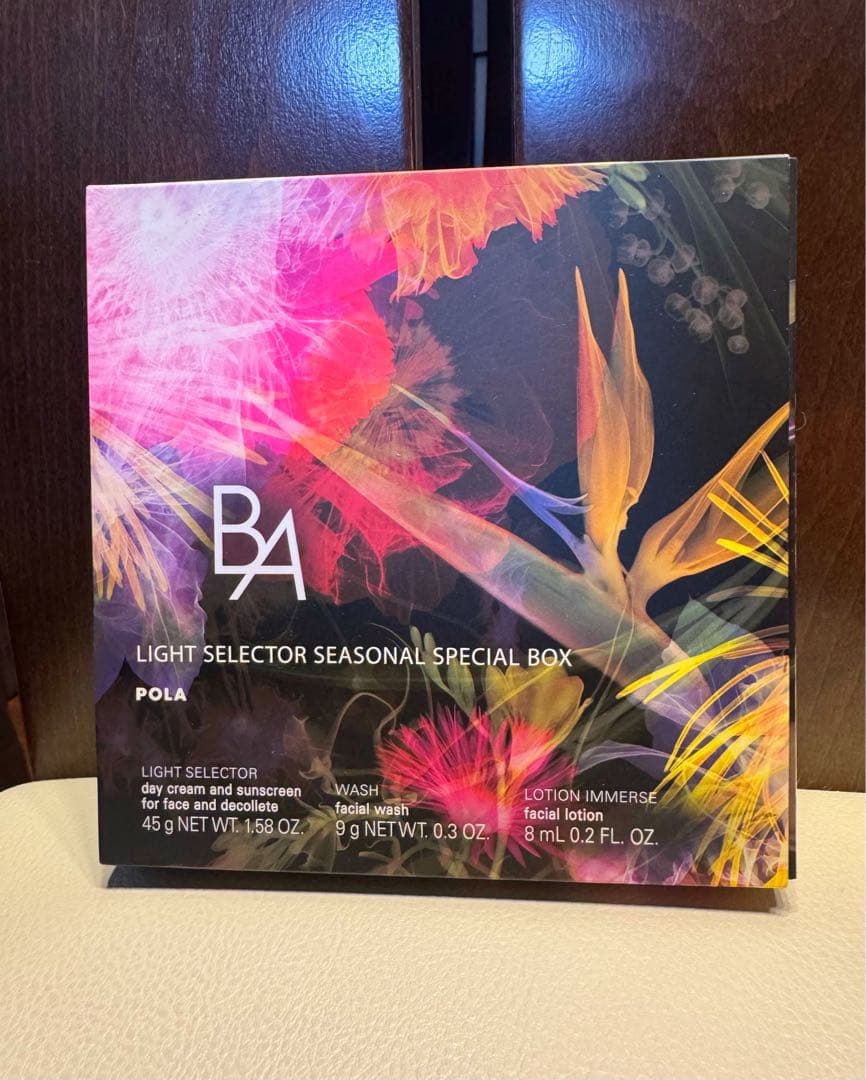 BA
LIGHT SELECTOR SEASONAL SPECIAL BOX
POLA
LIGHT SELECTOR
day cream and sunscreen
for face and decollete
45 g NET WT. 1.58 OZ.
WASH
facial wash
9 g NET WT. 0.3 OZ.
LOTION IMMERSE
facial lotion
8 mL 0.2 FL. OZ.